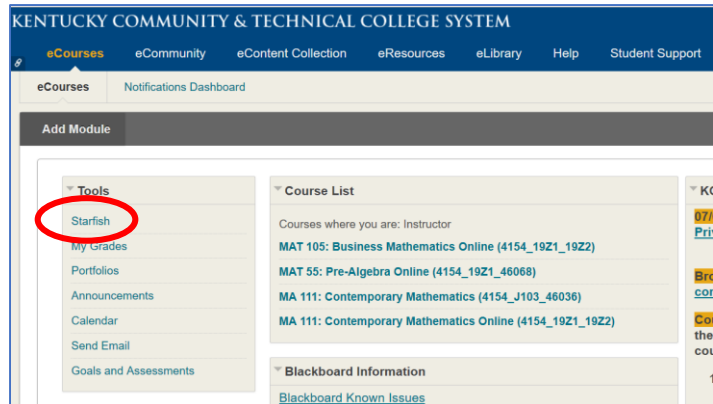 KENTUCKY COMMUNITY & TECHNICAL COLLEGE SYSTEM
eCourses eCommunity eContent Collection eResources eLibrary Help Student Support
eCourses Notifications Dashboard
Add Module
Tools
Starfish
My Grades
Portfolios
Announcements
Calendar
Send Email
Goals and Assessments
Course List
Courses where you are: Instructor
MAT 105: Business Mathematics Online (4154_19Z1_19Z2)
MAT 55: Pre-Algebra Online (4154_19Z1_46068)
MA 111: Contemporary Mathematics (4154_J103_46036)
MA 111: Contemporary Mathematics Online (4154_19Z1_19Z2)
Blackboard Information
Blackboard Known Issues
07/
the
1